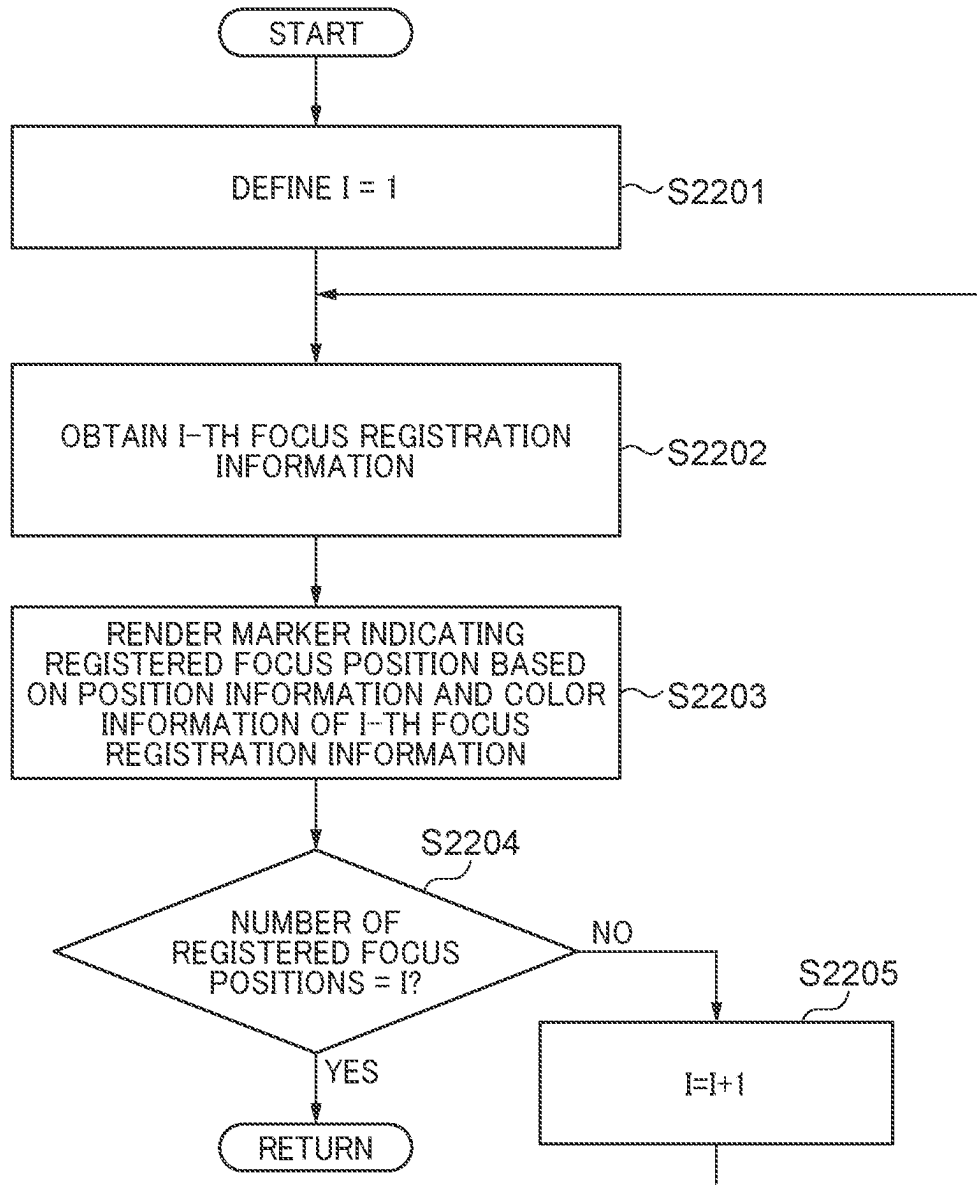 START
DEFINE I = 1
S2201
OBTAIN I-TH FOCUS REGISTRATION
INFORMATION
S2202
RENDER MARKER INDICATING
REGISTERED FOCUS POSITION BASED
ON POSITION INFORMATION AND COLOR
INFORMATION OF I-TH FOCUS
REGISTRATION INFORMATION
S2203
S2204
NUMBER OF
REGISTERED FOCUS
POSITIONS = I?
NO
S2205
I=I+1
YES
RETURN